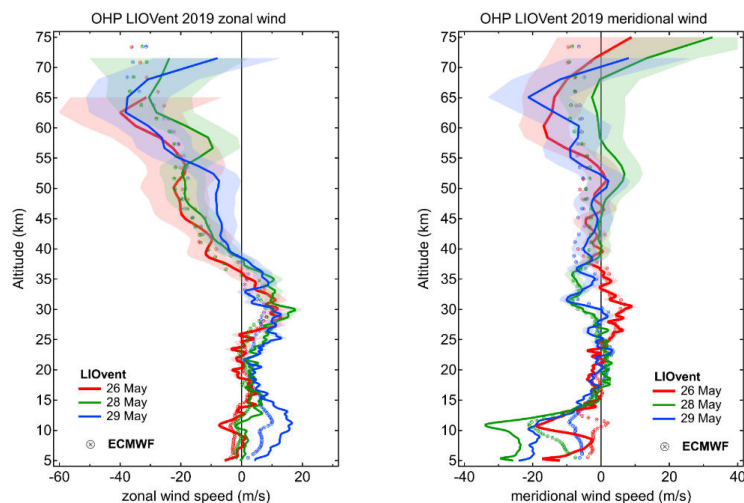 OHP LIOVent 2019 zonal wind
75
70
65
60
55
50
45
40
35
30
25
20
15
10
5
Altitude (km)
LIOvent
26 May
28 May
29 May
ECMWF
-60 -40 -20 0 20
zonal wind speed (m/s)
OHP LIOVent 2019 meridional wind
75
70
65
60
55
50
45
40
35
30
25
20
15
10
5
Altitude (km)
LIOvent
26 May
28 May
29 May
ECMWF
-40 -20 0 20 40
meridional wind speed (m/s)